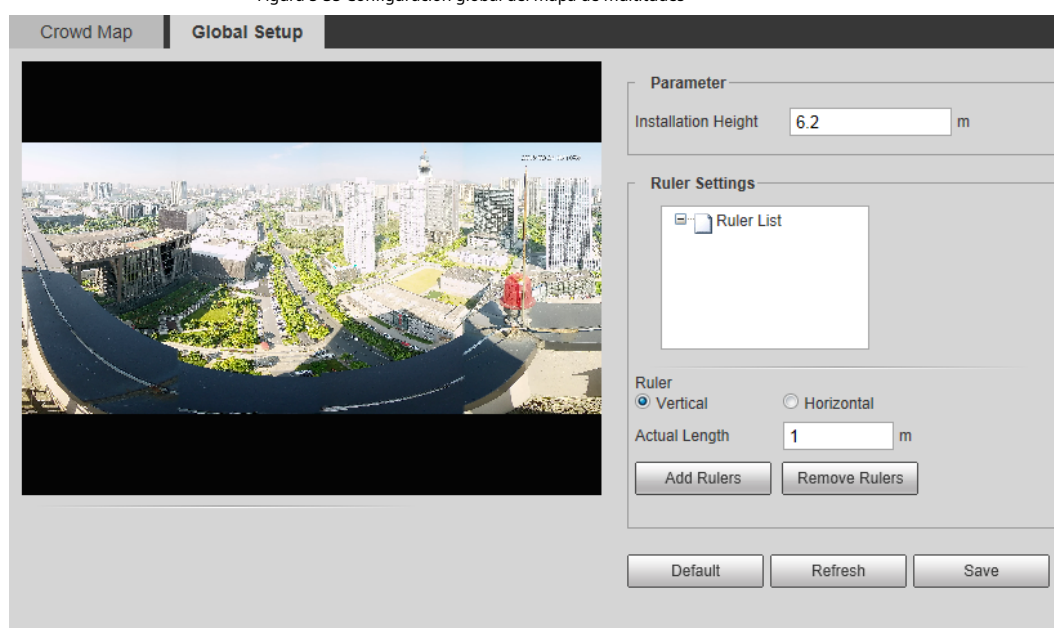 Crowd Map
Global Setup
Parameter
Installation Height 6.2 m
Ruler Settings
Ruler List
Ruler
Vertical Horizontal
Actual Length 1 m
Add Rulers Remove Rulers
Default Refresh Save